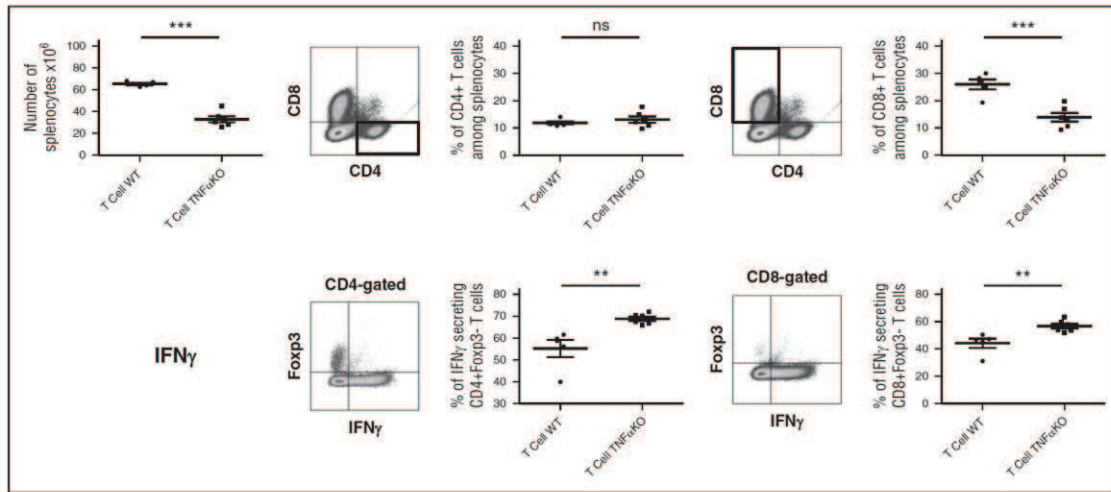 ***
Number of
splenocytes x10⁶
100
80
60
40
20
0
T Cell WT
T Cell TNFαKO
CD8
CD4
ns
% of CD4+ T cells
among splenocytes
40
30
20
10
0
T Cell WT
T Cell TNFαKO
CD8
CD4
***
% of CD8+ T cells
among splenocytes
40
30
20
10
0
T Cell WT
T Cell TNFαKO
IFNγ
CD4-gated
Foxp3
IFNγ
**
% of IFNγ secreting
CD4+Foxp3- T cells
80
70
60
50
40
30
T Cell WT
T Cell TNFαKO
CD8-gated
Foxp3
IFNγ
**
% of IFNγ secreting
CD8+Foxp3- T cells
80
60
40
20
0
T Cell WT
T Cell TNFαKO